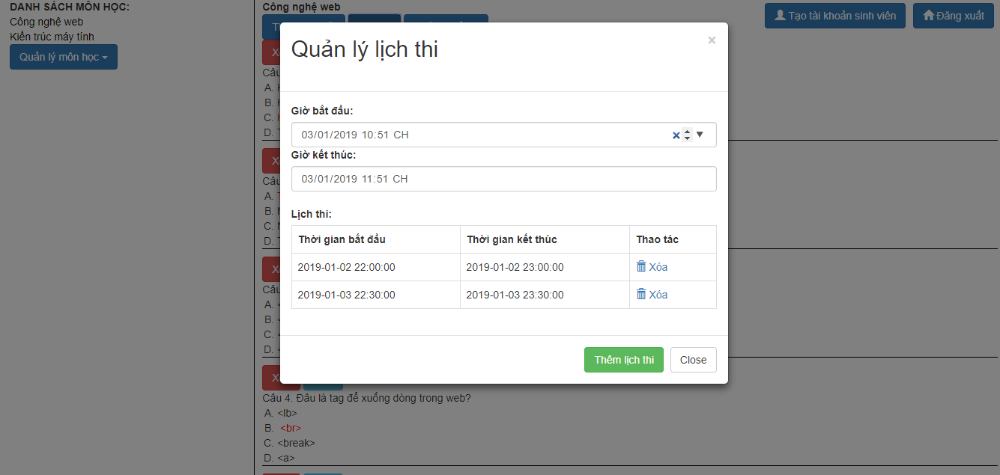 DANH SÁCH MÔN HỌC:
Công nghệ web
Kiến trúc máy tính
Quản lý môn học
Công nghệ web
Tạo tài khoản sinh viên
Đăng xuất
Quản lý lịch thi
×
Giờ bắt đầu:
03/01/2019 10:51 CH
Giờ kết thúc:
03/01/2019 11:51 CH
Lịch thi:
Thời gian bắt đầu Thời gian kết thúc Thao tác
2019-01-02 22:00:00 2019-01-02 23:00:00 Xóa
2019-01-03 22:30:00 2019-01-03 23:30:00 Xóa
Thêm lịch thi Close
Câu
A.
B.
C.
D.
Câu
A.
B.
C.
D.
Câu
A.
B.
C.
D.
Câu 4. Đâu là tag để xuống dòng trong web?
A. <lb>
B. <br>
C. <break>
D. <a>